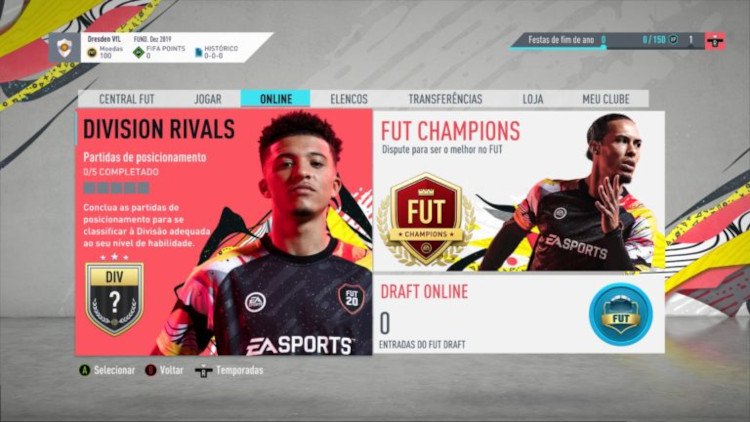 Dresden VfL FUND. Dez 2019
Moedas 100
FIFA POINTS 0
HISTÓRICO 0-0-0
Festas de fim de ano 0 0/150 1
CENTRAL FUT JOGAR ONLINE ELENCOS TRANSFERÊNCIAS LOJA MEU CLUBE
DIVISION RIVALS
Partidas de posicionamento
0/5 COMPLETADO
Conclua as partidas de
posicionamento para se
classificar à Divisão adequada
ao seu nível de habilidade.
DIV
?
EA
FUT
20
EA SPORTS
FUT CHAMPIONS
Dispute para ser o melhor no FUT
FUT
CHAMPIONS
EA SPORTS
DRAFT ONLINE
0
ENTRADAS DO FUT DRAFT
FUT
A Selecionar B Voltar Temporadas